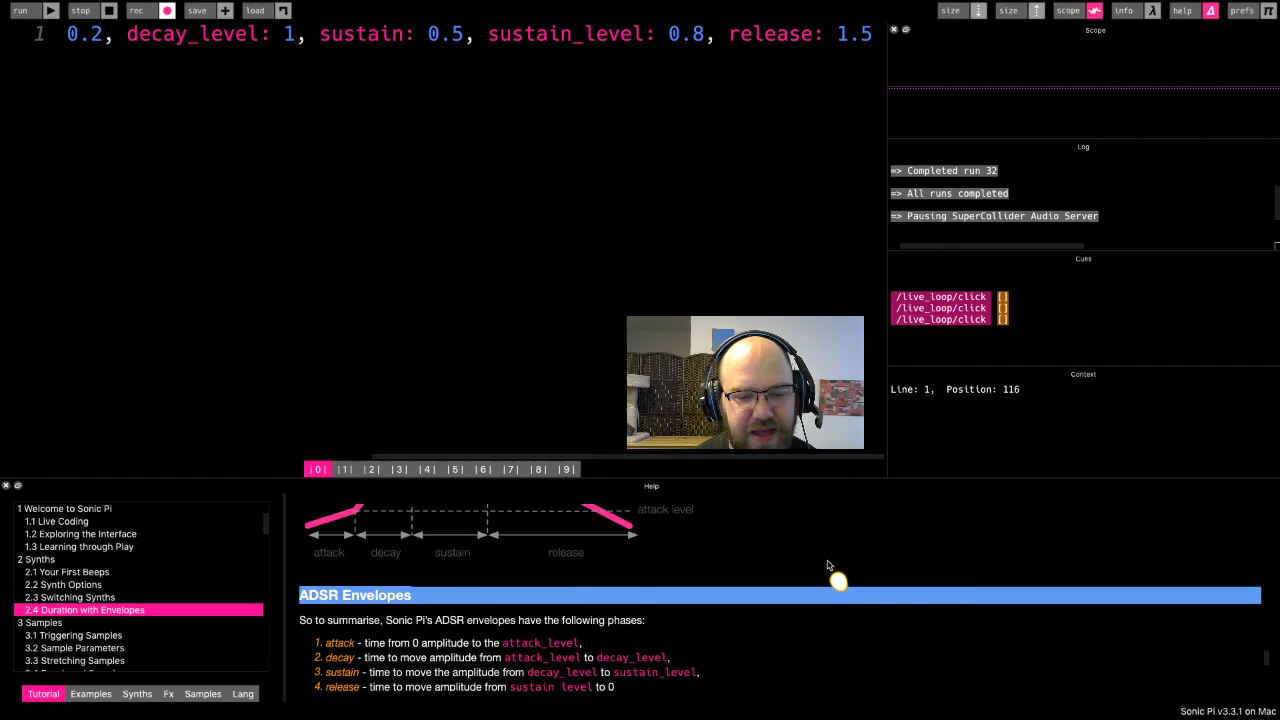 run stop rec save load size size scope info help prefs
1 0.2, decay_level: 1, sustain: 0.5, sustain_level: 0.8, release: 1.5
Scope
Log
=> Completed run 32
=> All runs completed
=> Pausing SuperCollider Audio Server
Cues
/live_loop/click []
/live_loop/click []
/live_loop/click []
Context
Line: 1, Position: 116
|0| |1| |2| |3| |4| |5| |6| |7| |8| |9|
Help
1 Welcome to Sonic Pi
1.1 Live Coding
1.2 Exploring the Interface
1.3 Learning through Play
2 Synths
2.1 Your First Beeps
2.2 Synth Options
2.3 Switching Synths
2.4 Duration with Envelopes
3 Samples
3.1 Triggering Samples
3.2 Sample Parameters
3.3 Stretching Samples
Tutorial Examples Synths Fx Samples Lang
attack level
attack decay sustain release
ADSR Envelopes
So to summarise, Sonic Pi's ADSR envelopes have the following phases:
1. attack - time from 0 amplitude to the attack_level,
2. decay - time to move amplitude from attack_level to decay_level,
3. sustain - time to move the amplitude from decay_level to sustain_level,
4. release - time to move amplitude from sustain_level to 0
Sonic Pi v3.3.1 on Mac